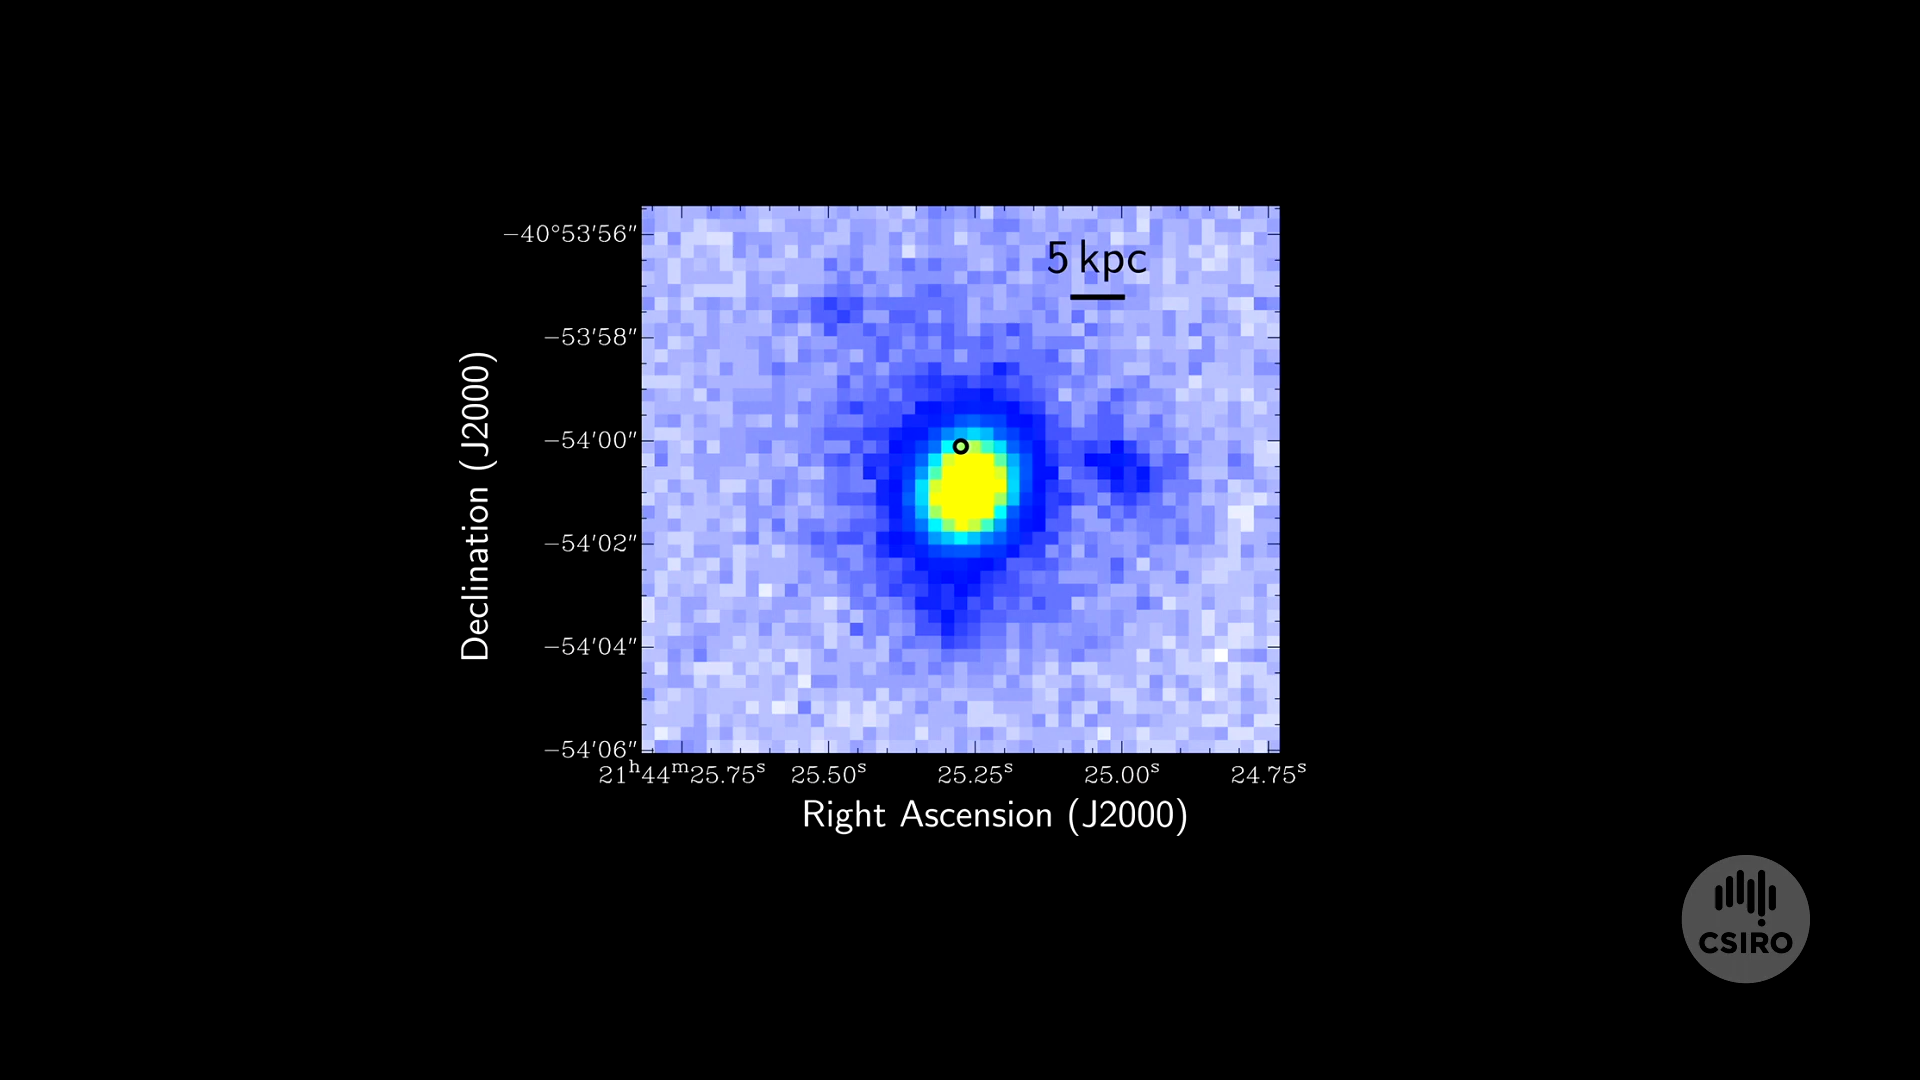 5 kpc
−40°53′56″
−53′58″
−54′00″
−54′02″
−54′04″
−54′06″
Declination (J2000)
21ʰ44ᵐ25.75ˢ 25.50ˢ 25.25ˢ 25.00ˢ 24.75ˢ
Right Ascension (J2000)
CSIRO